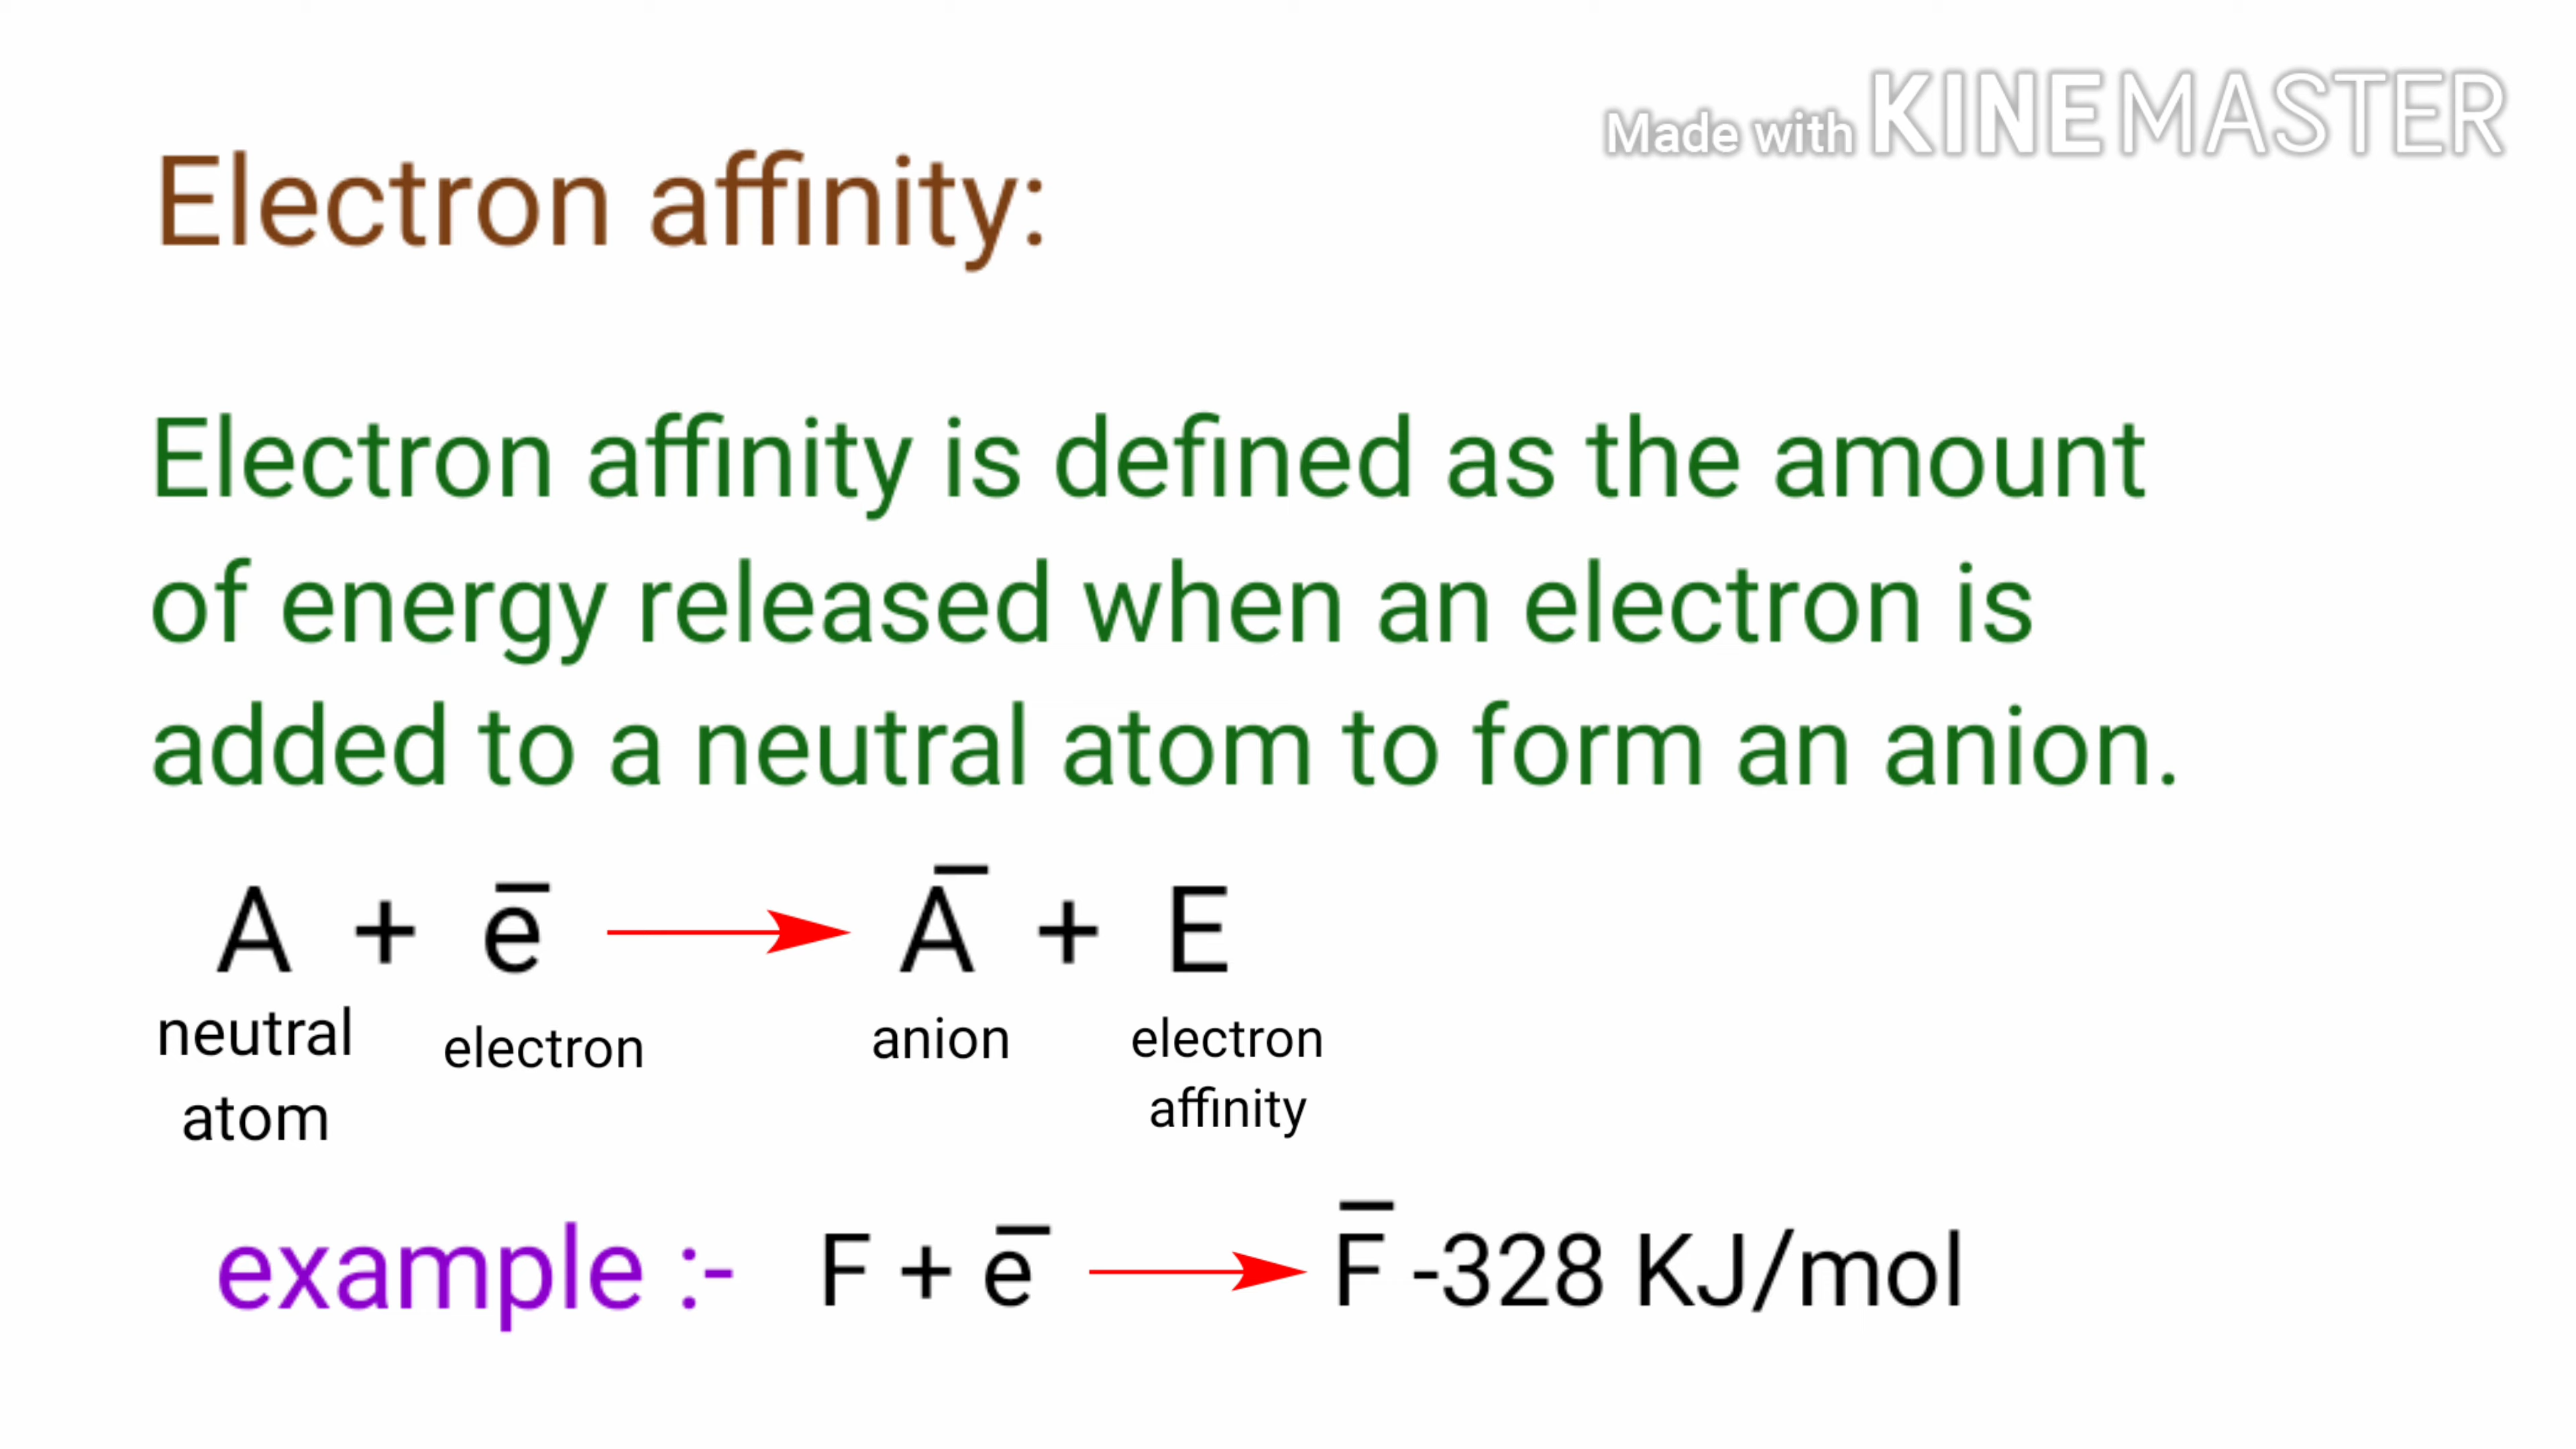 Made with KINEMASTER
Electron affinity:
Electron affinity is defined as the amount
of energy released when an electron is
added to a neutral atom to form an anion.
A + e̅ → A̅ + E
neutral atom electron anion electron affinity
example :- F + e̅ → F̅ -328 KJ/mol